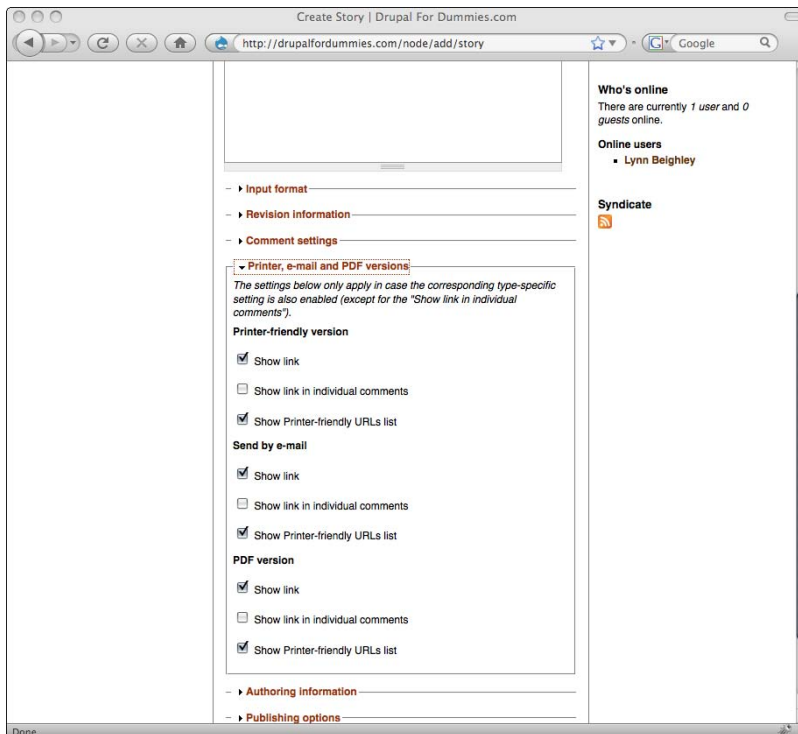 Create Story | Drupal For Dummies.com
http://drupalfordummies.com/node/add/story
Google
Input format
Revision information
Comment settings
Printer, e-mail and PDF versions
The settings below only apply in case the corresponding type-specific
setting is also enabled (except for the "Show link in individual
comments").
Printer-friendly version
Show link
Show link in individual comments
Show Printer-friendly URLs list
Send by e-mail
Show link
Show link in individual comments
Show Printer-friendly URLs list
PDF version
Show link
Show link in individual comments
Show Printer-friendly URLs list
Authoring information
Publishing options
Who's online
There are currently 1 user and 0
guests online.
Online users
Lynn Beighley
Syndicate
Done